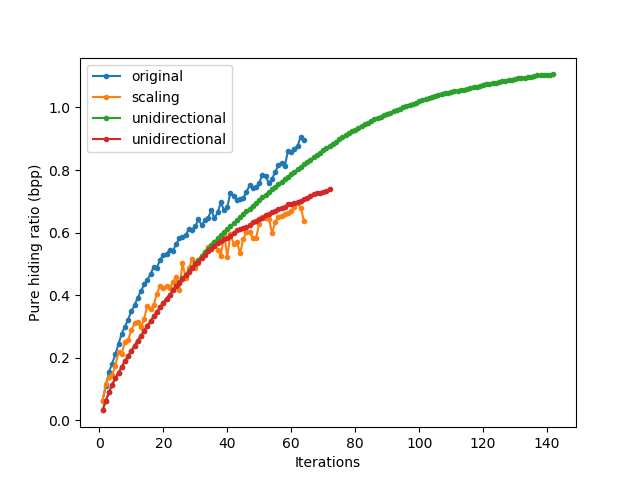 original
scaling
unidirectional
unidirectional
Pure hiding ratio (bpp)
1.0
0.8
0.6
0.4
0.2
0.0
0 20 40 60 80 100 120 140
Iterations